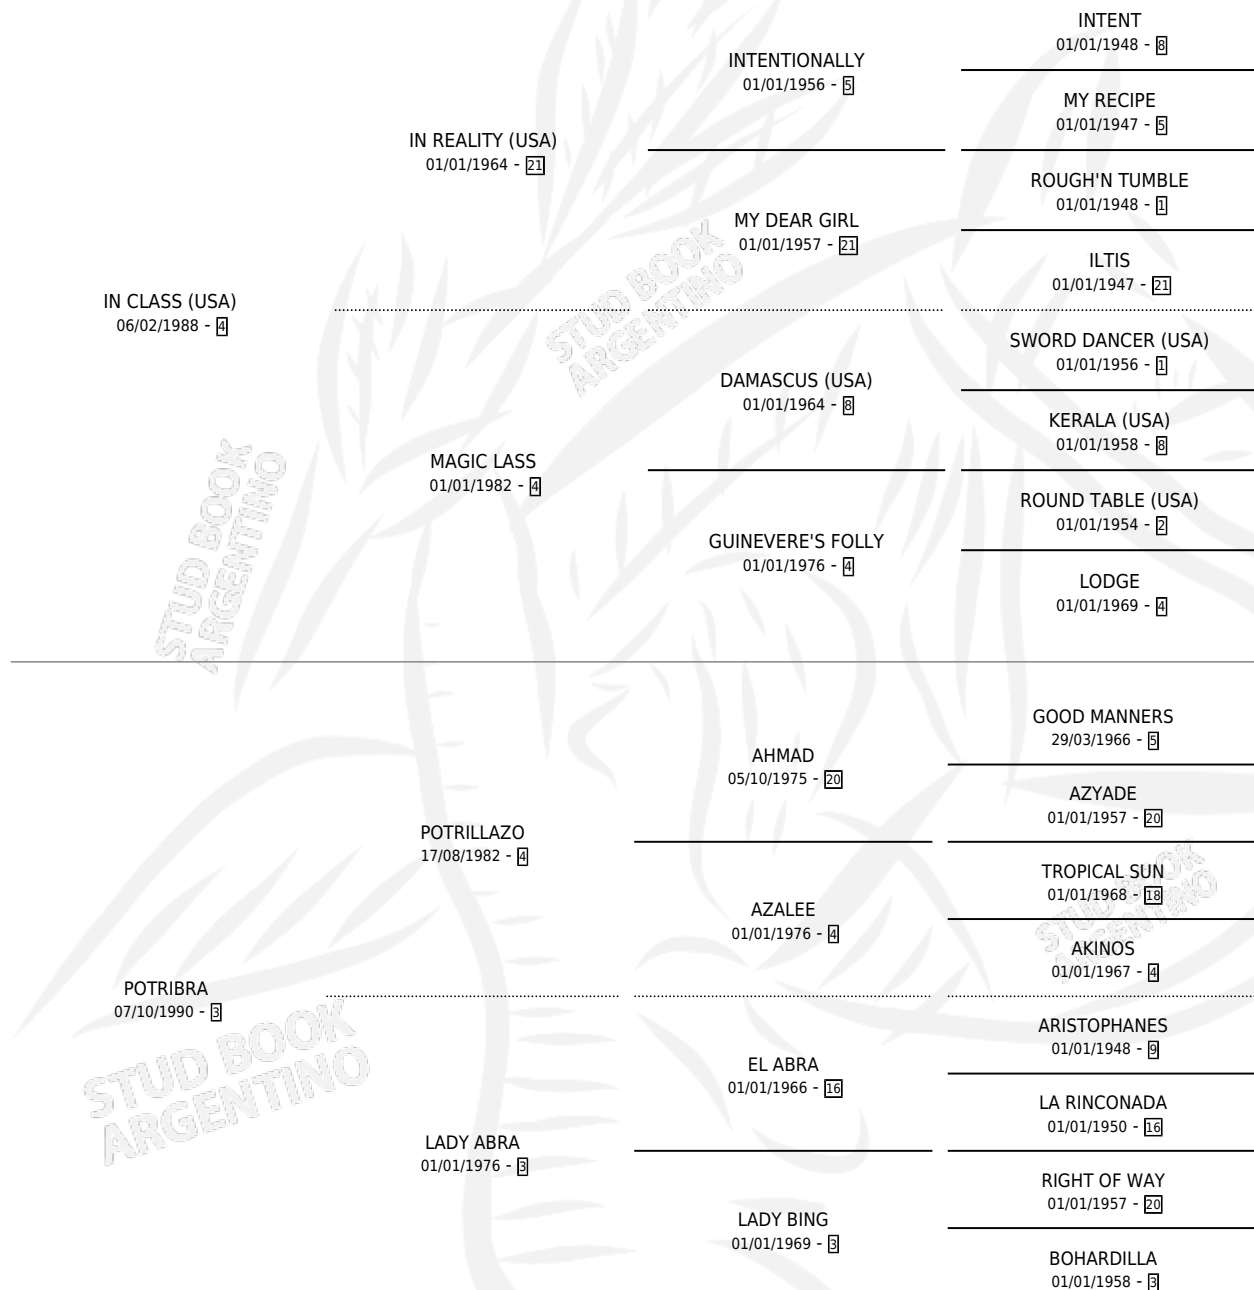 INTENT
01/01/1948 - 8
INTENTIONALLY
01/01/1956 - 5
MY RECIPE
01/01/1947 - 5
IN REALITY (USA)
01/01/1964 - 21
ROUGH'N TUMBLE
01/01/1948 - 1
MY DEAR GIRL
01/01/1957 - 21
ILTIS
01/01/1947 - 21
IN CLASS (USA)
06/02/1988 - 4
SWORD DANCER (USA)
01/01/1956 - 1
DAMASCUS (USA)
01/01/1964 - 8
KERALA (USA)
01/01/1958 - 8
MAGIC LASS
01/01/1982 - 4
ROUND TABLE (USA)
01/01/1954 - 2
GUINEVERE'S FOLLY
01/01/1976 - 4
LODGE
01/01/1969 - 4
GOOD MANNERS
29/03/1966 - 5
AHMAD
05/10/1975 - 20
AZYADE
01/01/1957 - 20
POTRILLAZO
17/08/1982 - 4
TROPICAL SUN
01/01/1968 - 18
AZALEE
01/01/1976 - 4
AKINOS
01/01/1967 - 4
POTRIBRA
07/10/1990 - 3
ARISTOPHANES
01/01/1948 - 9
EL ABRA
01/01/1966 - 16
LA RINCONADA
01/01/1950 - 16
LADY ABRA
01/01/1976 - 3
RIGHT OF WAY
01/01/1957 - 20
LADY BING
01/01/1969 - 3
BOHARDILLA
01/01/1958 - 3
STUD BOOK
ARGENTINO
STUD BOOK
ARGENTINO
STUD BOOK
ARGENTINO
STUD BOOK
ARGENTINO